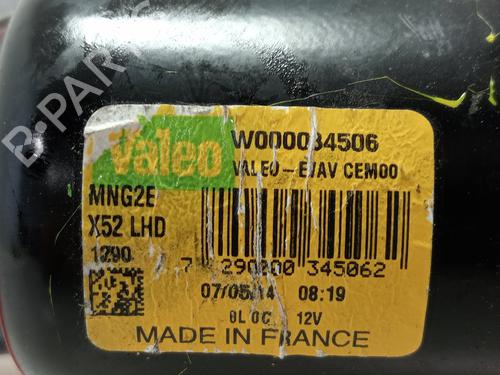 B-PARTS
Valeo W000034506
VALEO-EJAV CEM00
MNG2E
X52 LHD
1290
7 290000 345062
07/05/14 08:19
0L 0C 12V
MADE IN FRANCE